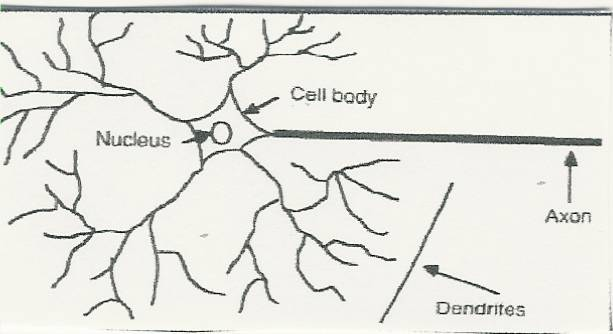 Cell body
Nucleus
Axon
Dendrites